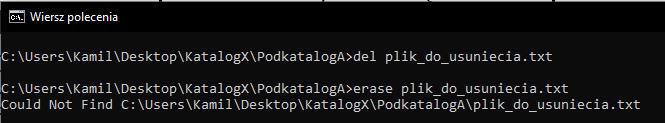 Wiersz polecenia
C:\Users\Kamil\Desktop\KatalogX\PodkatalogA>del plik_do_usuniecia.txt
C:\Users\Kamil\Desktop\KatalogX\PodkatalogA>erase plik_do_usuniecia.txt
Could Not Find C:\Users\Kamil\Desktop\KatalogX\PodkatalogA\plik_do_usuniecia.txt